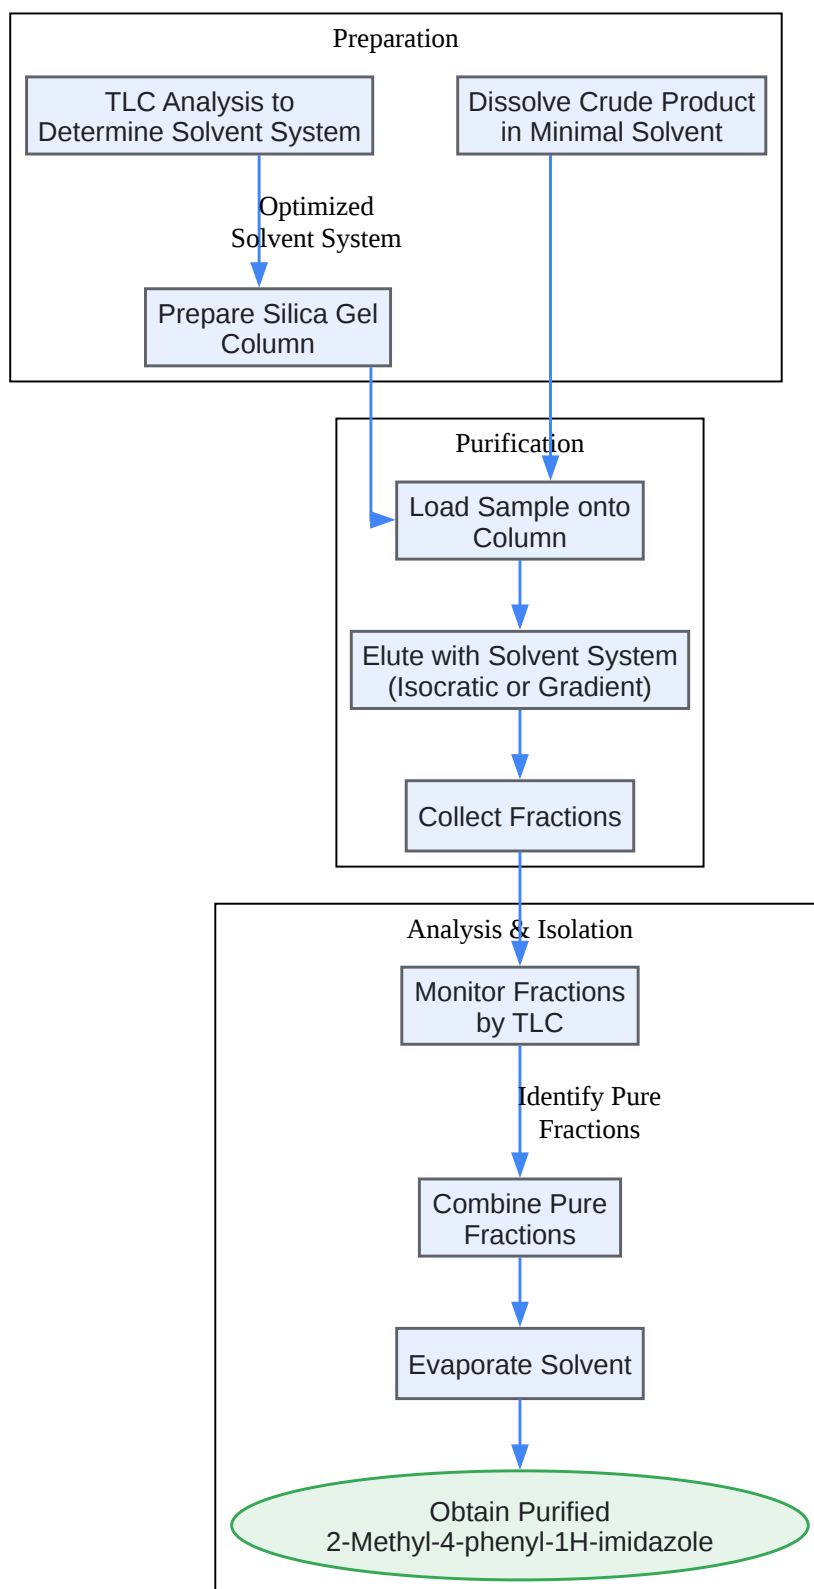 Preparation
TLC Analysis to
Determine Solvent System
Dissolve Crude Product
in Minimal Solvent
Optimized
Solvent System
Prepare Silica Gel
Column
Purification
Load Sample onto
Column
Elute with Solvent System
(Isocratic or Gradient)
Collect Fractions
Analysis & Isolation
Monitor Fractions
by TLC
Identify Pure
Fractions
Combine Pure
Fractions
Evaporate Solvent
Obtain Purified
2-Methyl-4-phenyl-1H-imidazole